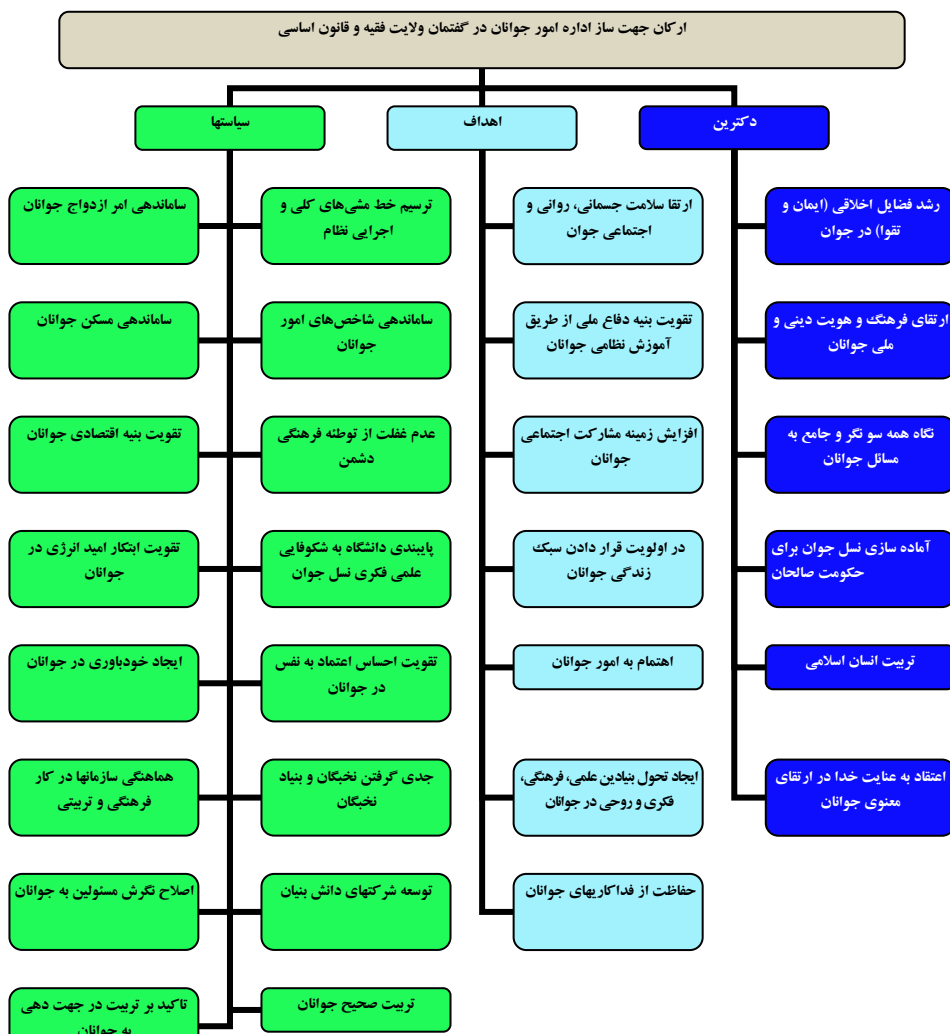 ارکان جهت ساز اداره امور جوانان در گفتمان ولایت فقیه و قانون اساسی
دکترین
اهداف
سیاستها
رشد فضایل اخلاقی (ایمان و
تقوا) در جوان
ارتقای فرهنگ و هویت دینی و
ملی جوانان
نگاه همه سو نگر و جامع به
مسائل جوانان
آماده سازی نسل جوان برای
حکومت صالحان
تربیت انسان اسلامی
اعتقاد به عنایت خدا در ارتقای
معنوی جوانان
ارتقا سلامت جسمانی، روانی و
اجتماعی جوان
تقویت بنیه دفاع ملی از طریق
آموزش نظامی جوانان
افزایش زمینه مشارکت اجتماعی
جوانان
در اولویت قرار دادن سبک
زندگی جوانان
اهتمام به امور جوانان
ایجاد تحول بنیادین علمی، فرهنگی،
فکری و روحی در جوانان
حفاظت از فداکاریهای جوانان
ترسیم خط مشی‌های کلی و
اجرایی نظام
ساماندهی شاخص‌های امور
جوانان
عدم غفلت از توطئه فرهنگی
دشمن
پایبندی دانشگاه به شکوفایی
علمی فکری نسل جوان
تقویت احساس اعتماد به نفس
در جوانان
جدی گرفتن نخبگان و بنیاد
نخبگان
توسعه شرکتهای دانش بنیان
تربیت صحیح جوانان
ساماندهی امر ازدواج جوانان
ساماندهی مسکن جوانان
تقویت بنیه اقتصادی جوانان
تقویت ابتکار امید انرژی در
جوانان
ایجاد خودباوری در جوانان
هماهنگی سازمانها در کار
فرهنگی و تربیتی
اصلاح نگرش مسئولین به جوانان
تاکید بر تربیت در جهت دهی
به جوانان